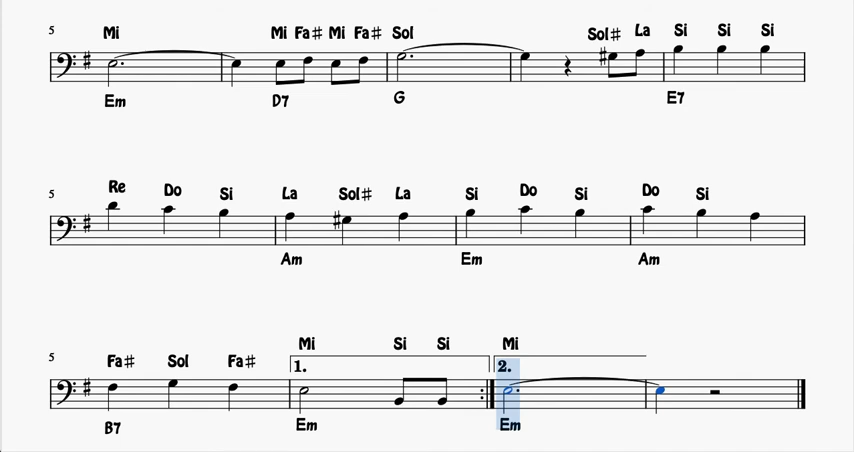 5 Mi Mi Fa♯ Mi Fa♯ Sol Sol♯ La Si Si Si
Em D7 G E7
5 Re Do Si La Sol♯ La Si Do Si Do Si
Am Em Am
5 Fa♯ Sol Fa♯ Mi Si Si Mi
1. 2.
B7 Em Em